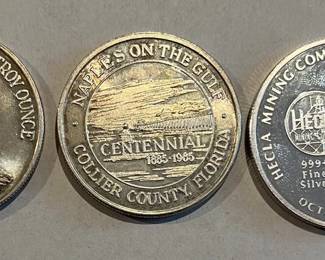 TROY OUNCE
NAPLES ON THE GULF
CENTENNIAL
1885-1985
COLLIER COUNTY, FLORIDA
HECLA MINING COM
HEC
999+
Fine
Silver
OCT